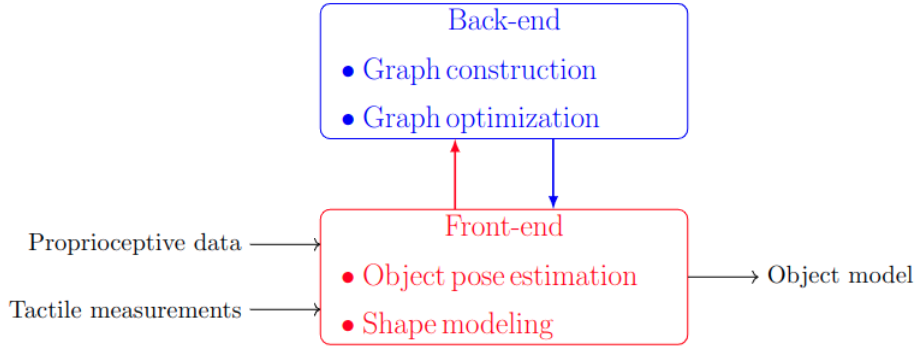 Back-end
• Graph construction
• Graph optimization
Front-end
Proprioceptive data
• Object pose estimation
Object model
Tactile measurements
• Shape modeling